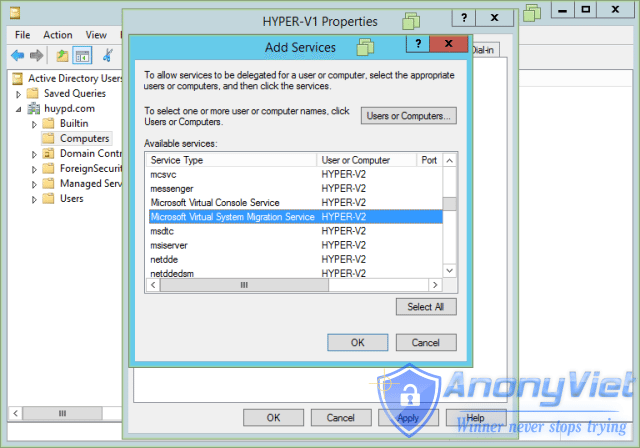 HYPER-V1 Properties
?
X
Add Services
?
X
File Action View
Dial-in
To allow services to be delegated for a user or computer, select the appropriate
users or computers, and then click the services.
Active Directory Users
Saved Queries
huypd.com
Builtin
Computers
Domain Contr
ForeignSecurit
Managed Serv
Users
To select one or more user or computer names, click
Users or Computers.
Users or Computers...
Available services:
Service Type User or Computer Port
mcsvc HYPER-V2
messenger HYPER-V2
Microsoft Virtual Console Service HYPER-V2
Microsoft Virtual System Migration Service HYPER-V2
msdtc HYPER-V2
msiserver HYPER-V2
netdde HYPER-V2
netddedsm HYPER-V2
Select All
OK Cancel
OK Cancel Apply Help
AnonyViet
Winner never stops trying